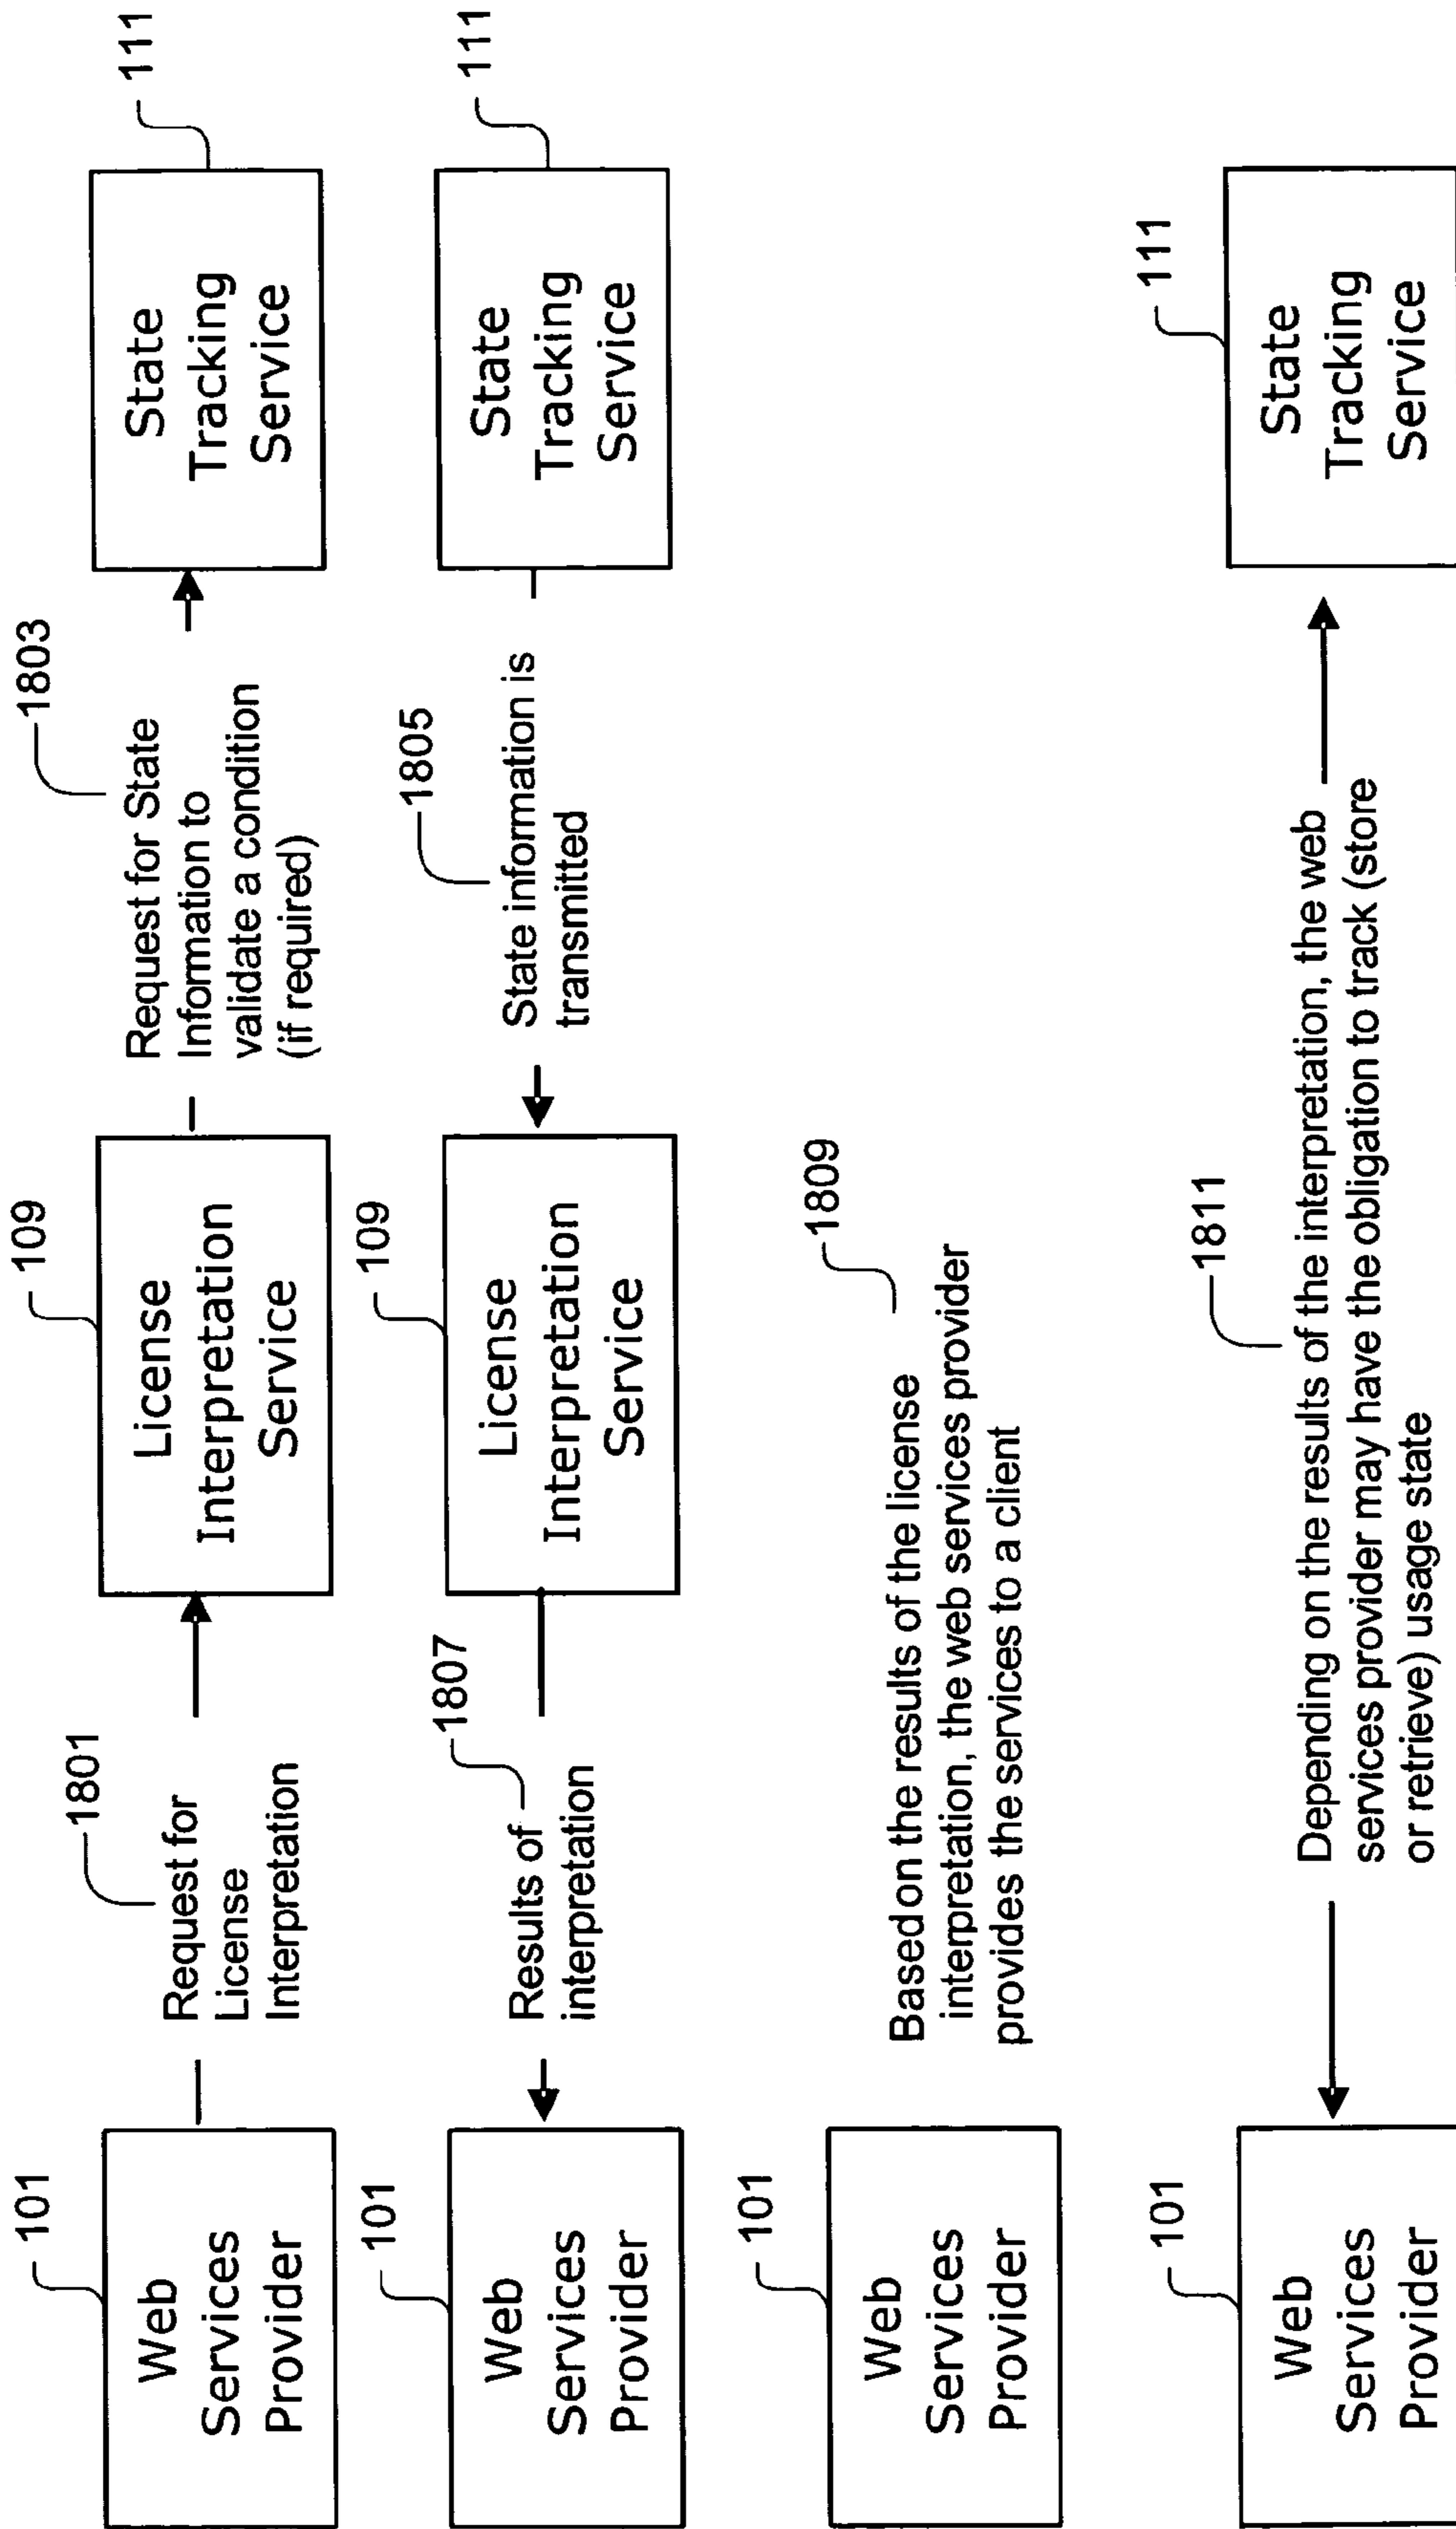 101
Web
Services
Provider
1801
Request for
License
Interpretation
109
License
Interpretation
Service
1803
Request for State
Information to
validate a condition
(if required)
111
State
Tracking
Service
101
Web
Services
Provider
1807
Results of
interpretation
109
License
Interpretation
Service
1805
State information is
transmitted
111
State
Tracking
Service
101
Web
Services
Provider
1809
Based on the results of the license
interpretation, the web services provider
provides the services to a client
101
Web
Services
Provider
1811
Depending on the results of the interpretation, the web
services provider may have the obligation to track (store
or retrieve) usage state
111
State
Tracking
Service